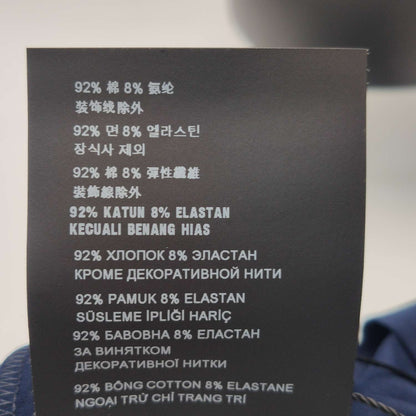 92% 棉 8% 氨纶
装饰线除外
92% 면 8% 엘라스틴
장식사 제외
92% 棉 8% 彈性纖維
裝飾線除外
92% KATUN 8% ELASTAN
KECUALI BENANG HIAS
92% ХЛОПОК 8% ЭЛАСТАН
КРОМЕ ДЕКОРАТИВНОЙ НИТИ
92% PAMUK 8% ELASTAN
SÜSLEME İPLİĞİ HARİÇ
92% БАВОВНА 8% ЕЛАСТАН
ЗА ВИНЯТКОМ
ДЕКОРАТИВНОЇ НИТКИ
92% BÔNG COTTON 8% ELASTANE
NGOẠI TRỪ CHỈ TRANG TRÍ